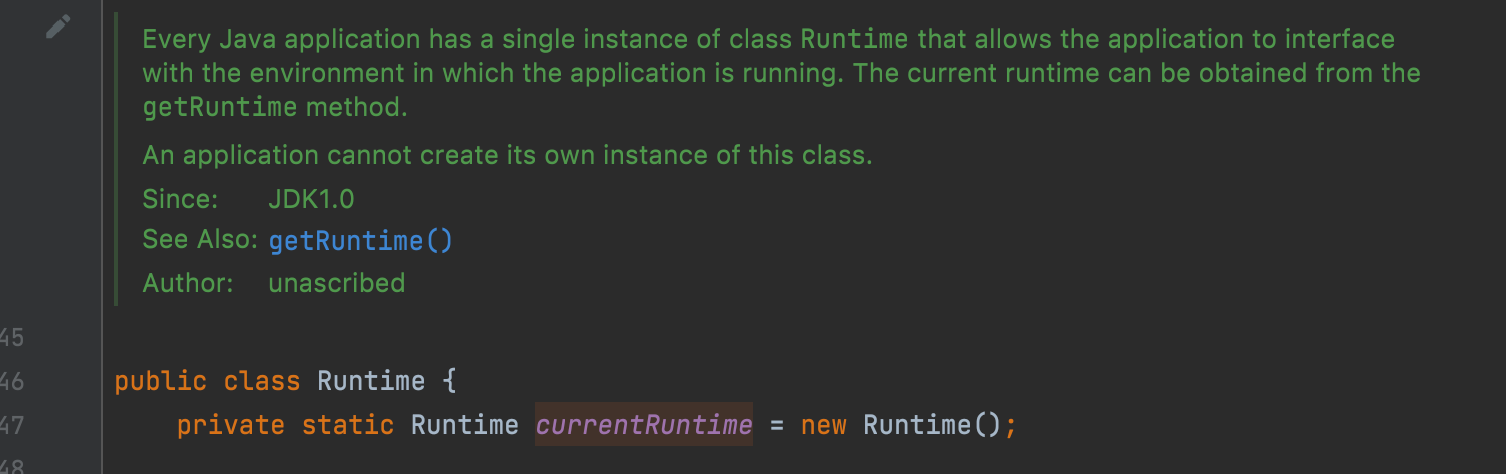 Every Java application has a single instance of class Runtime that allows the application to interface
with the environment in which the application is running. The current runtime can be obtained from the
getRuntime method.
An application cannot create its own instance of this class.
Since: JDK1.0
See Also: getRuntime()
Author: unascribed
45
46 public class Runtime {
47 private static Runtime currentRuntime = new Runtime();
48